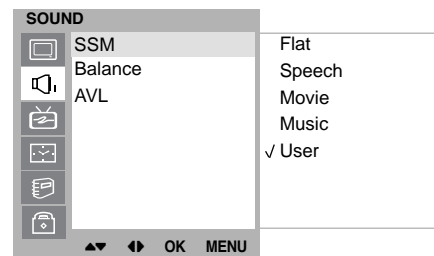 SOUND
SSM
Balance
AVL
Flat
Speech
Movie
Music
√ User
▲▼ ◀▶ OK MENU